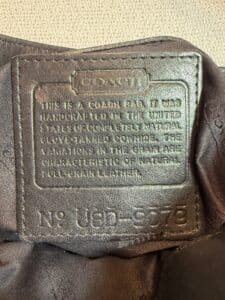 COACH
THIS IS A COACH BAG. IT WAS
HANDCRAFTED IN THE UNITED
STATES OF COMPLETELY NATURAL
GLOVE-TANNED COWHIDE. THE
VARIATIONS IN THE GRAIN ARE
CHARACTERISTIC OF NATURAL
FULL-GRAIN LEATHER.
No U6D-9078